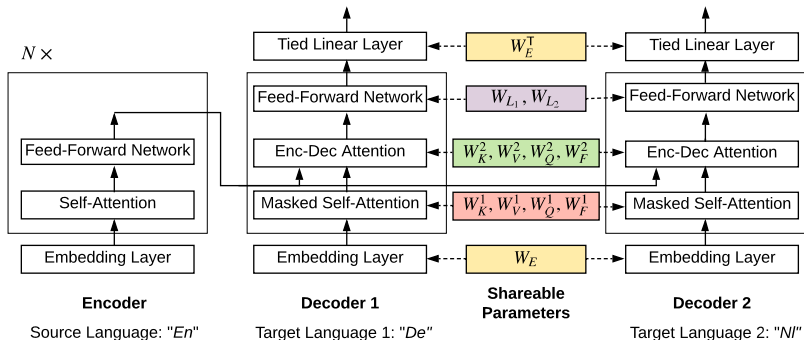 N ×
Tied Linear Layer
W_E^T
Tied Linear Layer
Feed-Forward Network
W_{L_1}, W_{L_2}
Feed-Forward Network
Feed-Forward Network
Enc-Dec Attention
W_K^2, W_V^2, W_Q^2, W_F^2
Enc-Dec Attention
Self-Attention
Masked Self-Attention
W_K^1, W_V^1, W_Q^1, W_F^1
Masked Self-Attention
Embedding Layer
Embedding Layer
W_E
Embedding Layer
Encoder
Decoder 1
Shareable
Parameters
Decoder 2
Source Language: "En"
Target Language 1: "De"
Target Language 2: "Nl"